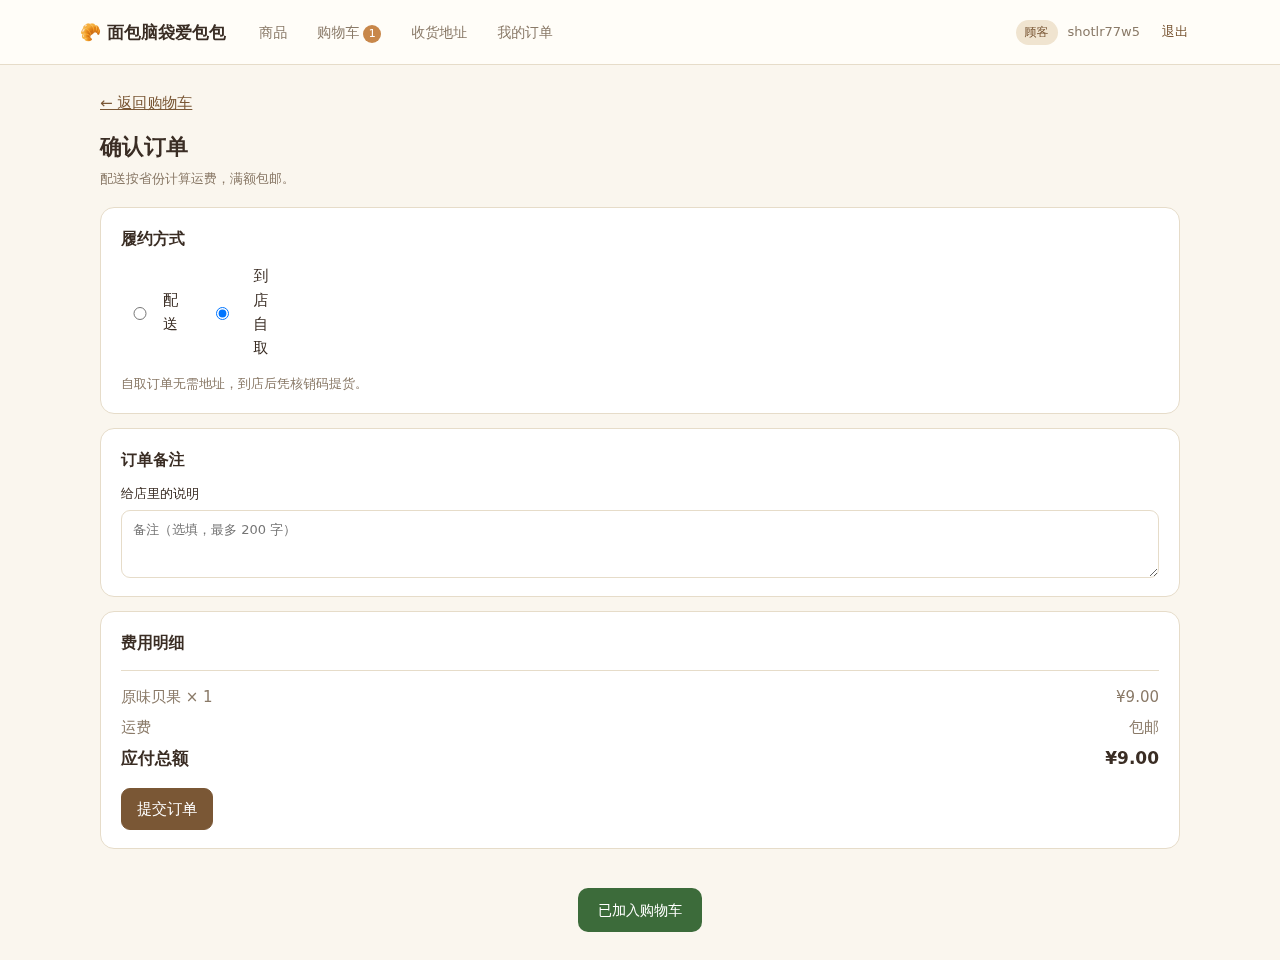 🥐 面包脑袋爱包包 商品 购物车 1 收货地址 我的订单 顾客 shotlr77w5 退出
← 返回购物车
确认订单
配送按省份计算运费，满额包邮。
履约方式
配送
到店自取
自取订单无需地址，到店后凭核销码提货。
订单备注
给店里的说明
备注（选填，最多 200 字）
费用明细
原味贝果 × 1 ¥9.00
运费 包邮
应付总额 ¥9.00
提交订单
已加入购物车